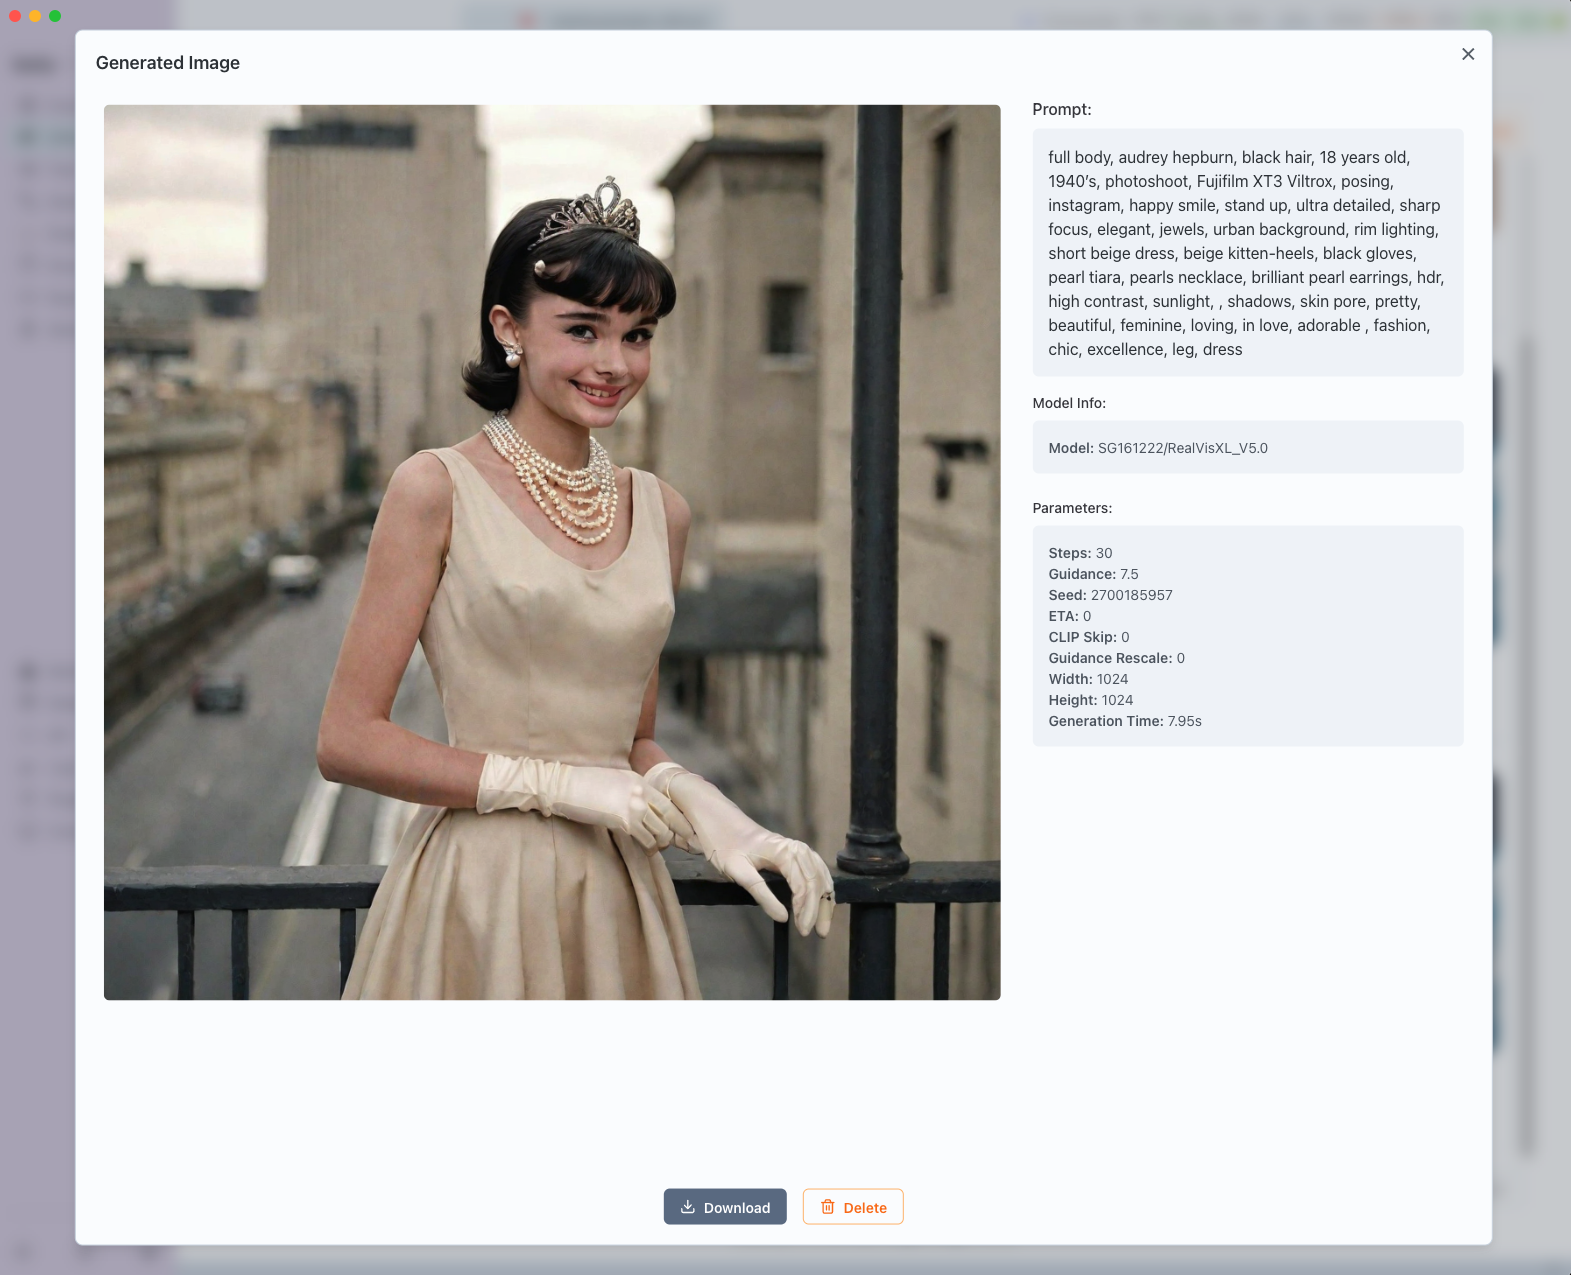 Generated Image
Prompt:
full body, audrey hepburn, black hair, 18 years old,
1940's, photoshoot, Fujifilm XT3 Viltrox, posing,
instagram, happy smile, stand up, ultra detailed, sharp
focus, elegant, jewels, urban background, rim lighting,
short beige dress, beige kitten-heels, black gloves,
pearl tiara, pearls necklace, brilliant pearl earrings, hdr,
high contrast, sunlight, , shadows, skin pore, pretty,
beautiful, feminine, loving, in love, adorable , fashion,
chic, excellence, leg, dress
Model Info:
Model: SG161222/RealVisXL_V5.0
Parameters:
Steps: 30
Guidance: 7.5
Seed: 2700185957
ETA: 0
CLIP Skip: 0
Guidance Rescale: 0
Width: 1024
Height: 1024
Generation Time: 7.95s
Download
Delete